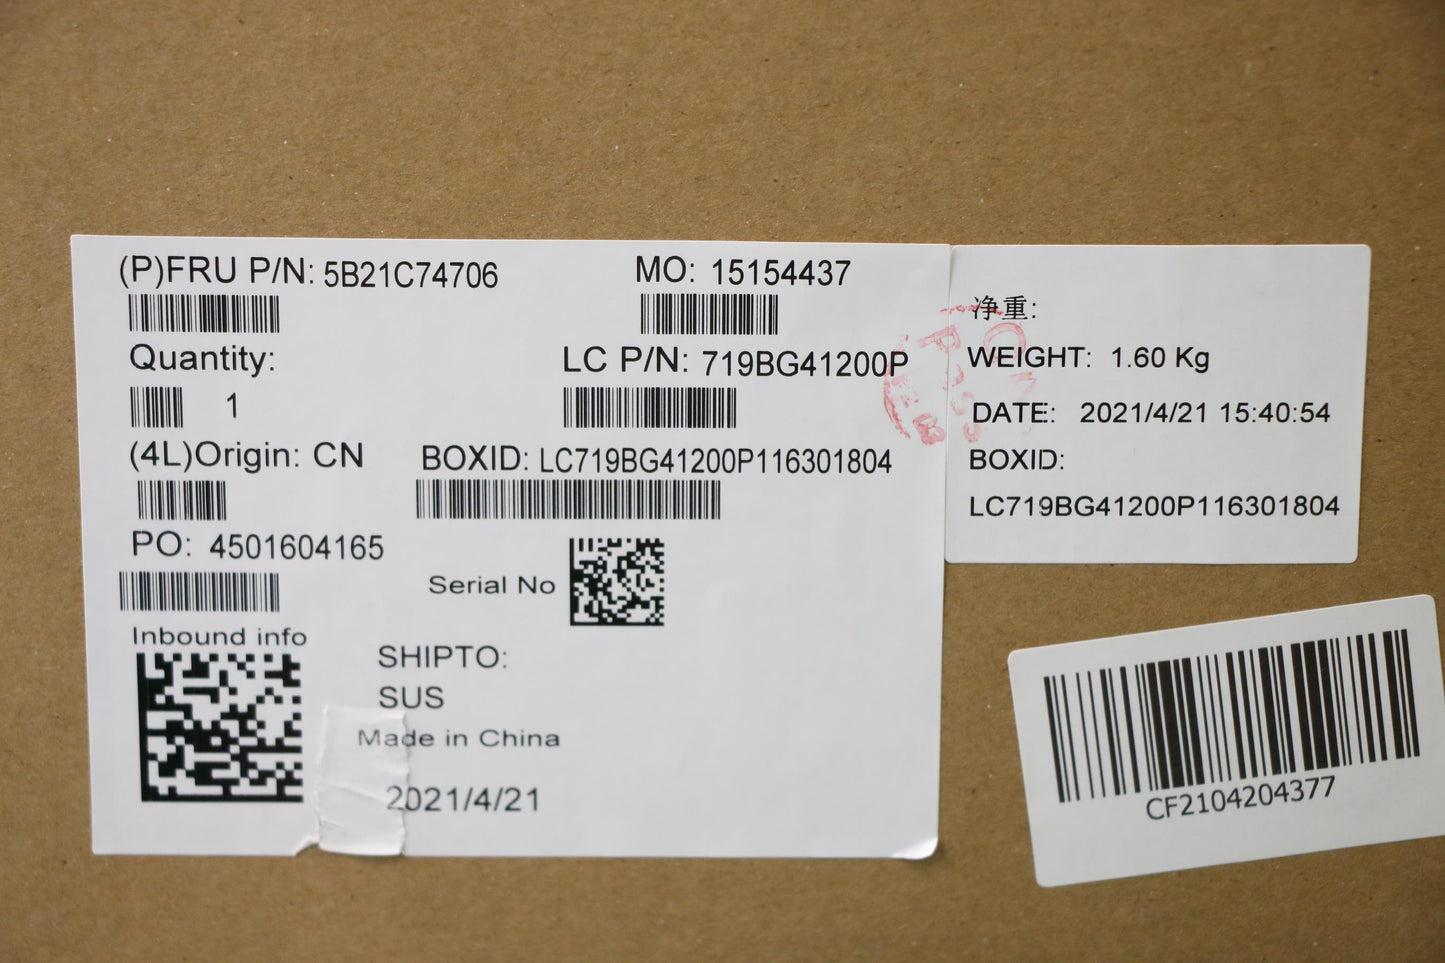 (P)FRU P/N: 5B21C74706
MO: 15154437
Quantity:
1
LC P/N: 719BG41200P
(4L)Origin: CN
BOXID: LC719BG41200P116301804
PO: 4501604165
Serial No
Inbound info
SHIPTO:
SUS
Made in China
2021/4/21
净重:
WEIGHT: 1.60 Kg
DATE: 2021/4/21 15:40:54
BOXID:
LC719BG41200P116301804
CF2104204377